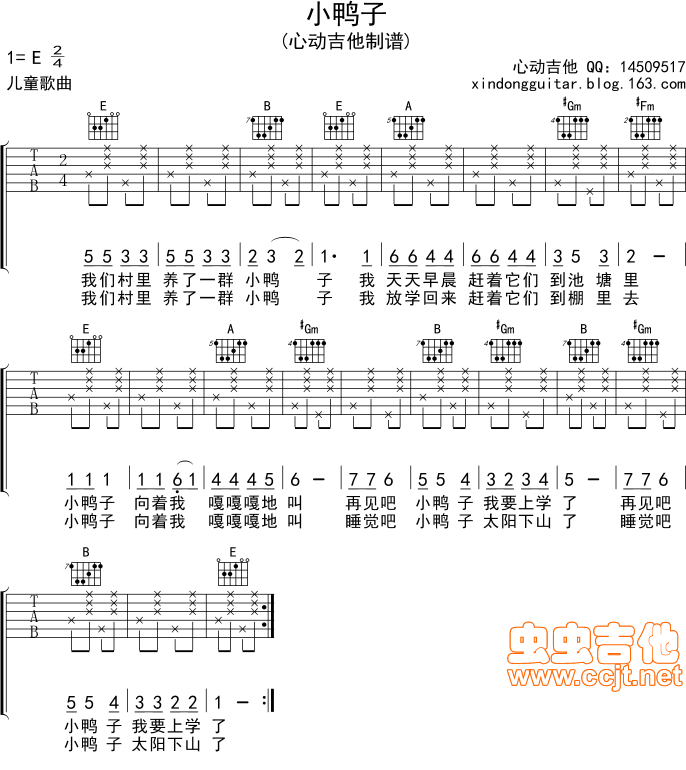 小鸭子
(心动吉他制谱)
1= E 2/4
心动吉他 QQ: 14509517
儿童歌曲
xindongguitar.blog.163.com
E B E A #Gm #Fm
7 5 4 2
T A B 2/4
5 5 3 3 5 5 3 3 2 3 2 1· 1 6 6 4 4 6 6 4 4 3 5 3 2 −
我们村里 养了一群 小鸭 子 我 天天早晨 赶着它们 到池 塘里
我们村里 养了一群 小鸭 子 我 放学回来 赶着它们 到棚 里去
E A #Gm B #Gm B
5 4 7 4 7
T A B
1 1 1 1 1 6 1 4 4 4 5 6 − 7 7 6 5 5 4 3 2 3 4 5 − 7 7 6
小鸭子 向着我 嘎嘎嘎地 叫 再见吧 小鸭 子 我要上学 了 再见吧
小鸭子 向着我 嘎嘎嘎地 叫 睡觉吧 小鸭 子 太阳下山 了 睡觉吧
B E
7
T A B
5 5 4 3 3 2 2 1 − :||
小鸭 子 我要上学 了
小鸭 子 太阳下山 了
虫虫吉他
www.ccjt.net